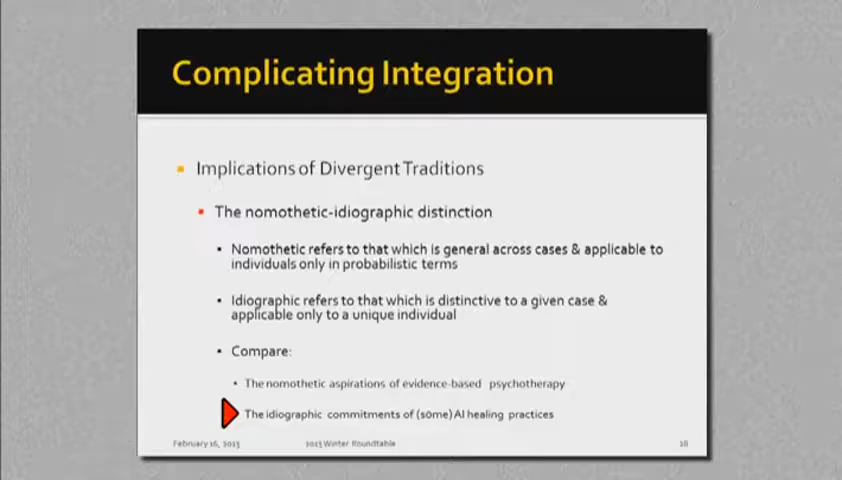 Complicating Integration
Implications of Divergent Traditions
The nomothetic-idiographic distinction
Nomothetic refers to that which is general across cases & applicable to
individuals only in probabilistic terms
Idiographic refers to that which is distinctive to a given case &
applicable only to a unique individual
Compare:
The nomothetic aspirations of evidence-based psychotherapy
The idiographic commitments of (some) AI healing practices
February 16, 2013 2013 Winter Roundtable 28